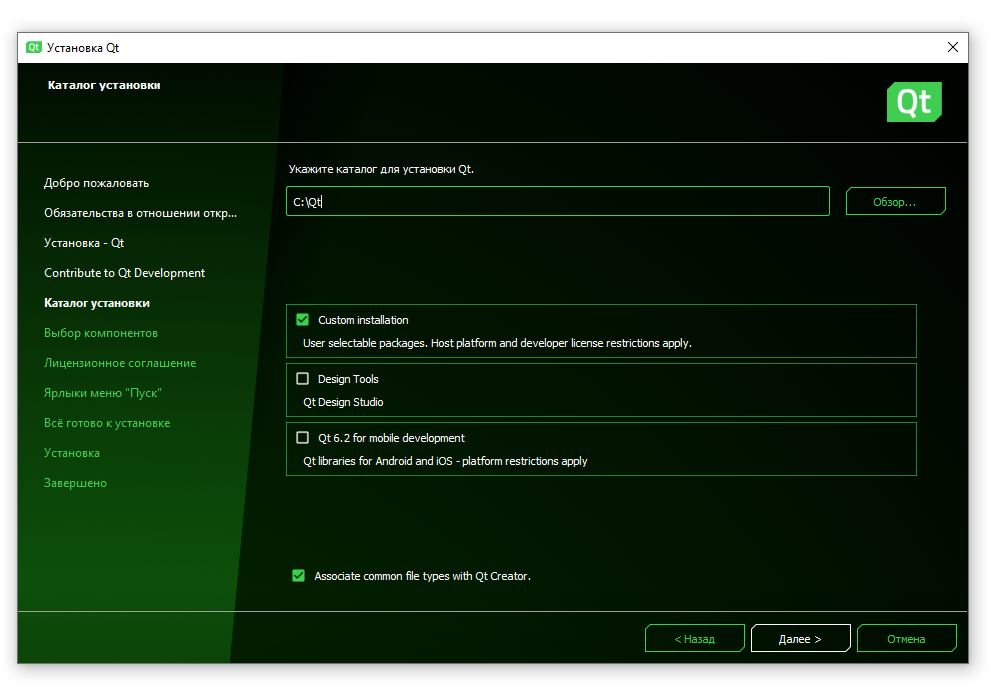 Qt Установка Qt
Каталог установки
Qt
Добро пожаловать
Обязательства в отношении откр...
Установка - Qt
Contribute to Qt Development
Каталог установки
Выбор компонентов
Лицензионное соглашение
Ярлыки меню "Пуск"
Всё готово к установке
Установка
Завершено
Укажите каталог для установки Qt.
C:\Qt
Обзор...
Custom installation
User selectable packages. Host platform and developer license restrictions apply.
Design Tools
Qt Design Studio
Qt 6.2 for mobile development
Qt libraries for Android and iOS - platform restrictions apply
Associate common file types with Qt Creator.
< Назад
Далее >
Отмена